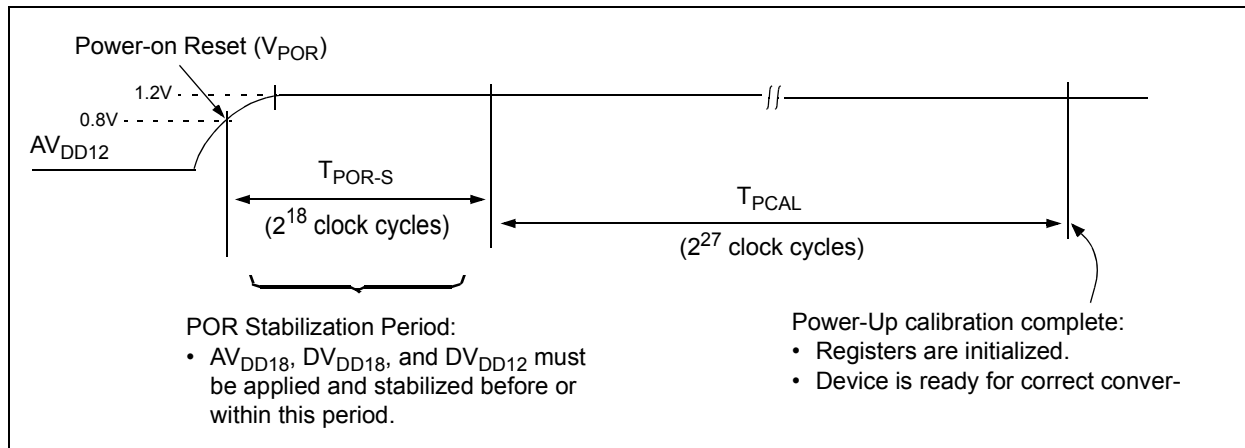 Power-on Reset (VPOR)
1.2V
0.8V
AVDD12
TPOR-S
(2^18 clock cycles)
TPCAL
(2^27 clock cycles)
POR Stabilization Period:
• AVDD18, DVDD18, and DVDD12 must
be applied and stabilized before or
within this period.
Power-Up calibration complete:
• Registers are initialized.
• Device is ready for correct conver-